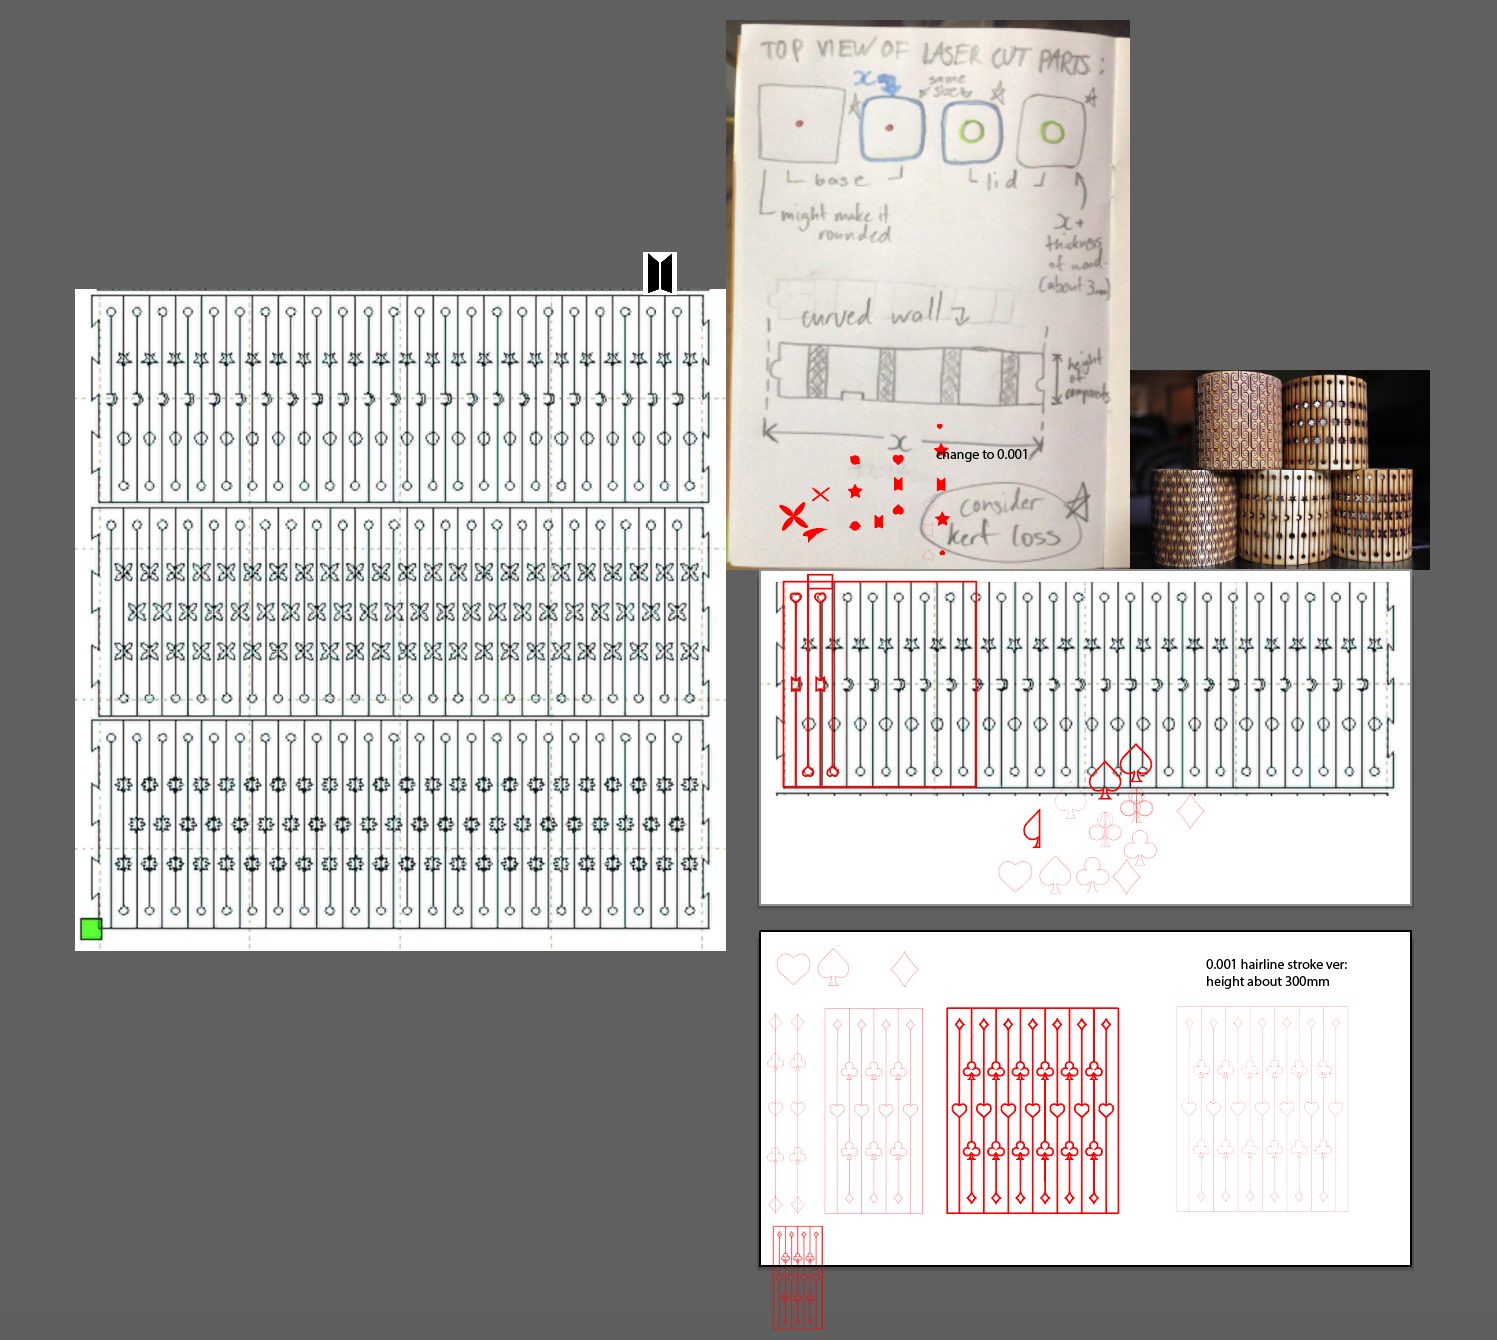 TOP VIEW OF LASER CUT PARTS:
x
same
size
base
lid
might make it
rounded
x +
thickness
of wood
(about 3mm)
curved wall
height
of
components
x
change to 0.001
consider
kerf loss
0.001 hairline stroke ver:
height about 300mm